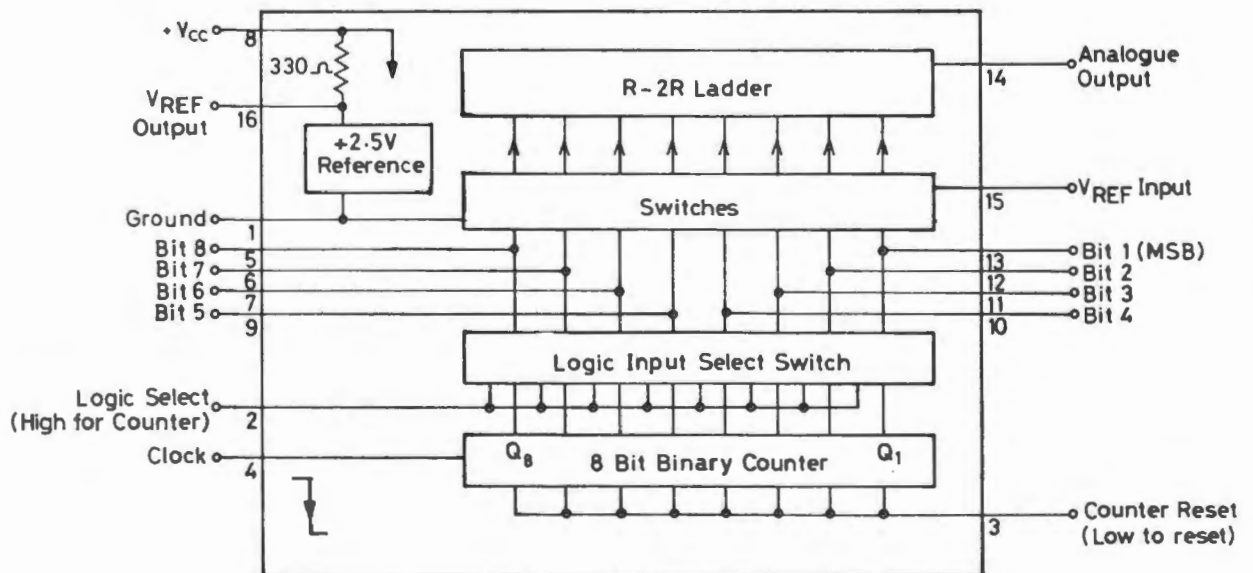 +VCC
8
330Ω
VREF
Output
16
+2.5V
Reference
R-2R Ladder
14
Analogue
Output
Switches
15
VREF Input
Ground
1
Bit 8
5
Bit 7
6
Bit 6
7
Bit 5
9
13
Bit 1 (MSB)
12
Bit 2
11
Bit 3
10
Bit 4
Logic Input Select Switch
Logic Select
(High for Counter)
2
Clock
4
Q8
8 Bit Binary Counter
Q1
3
Counter Reset
(Low to reset)